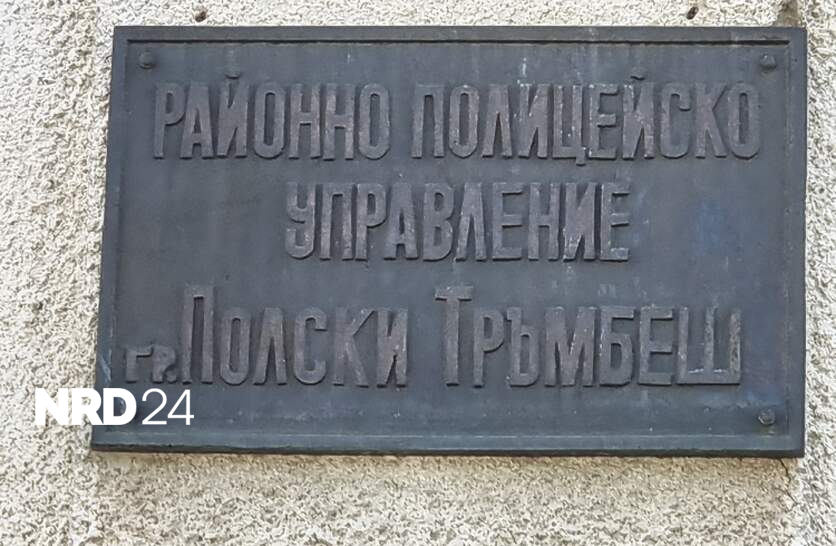 РАЙОННО ПОЛИЦЕЙСКО
УПРАВЛЕНИЕ
гр. Полски Тръмбеш
NRD24